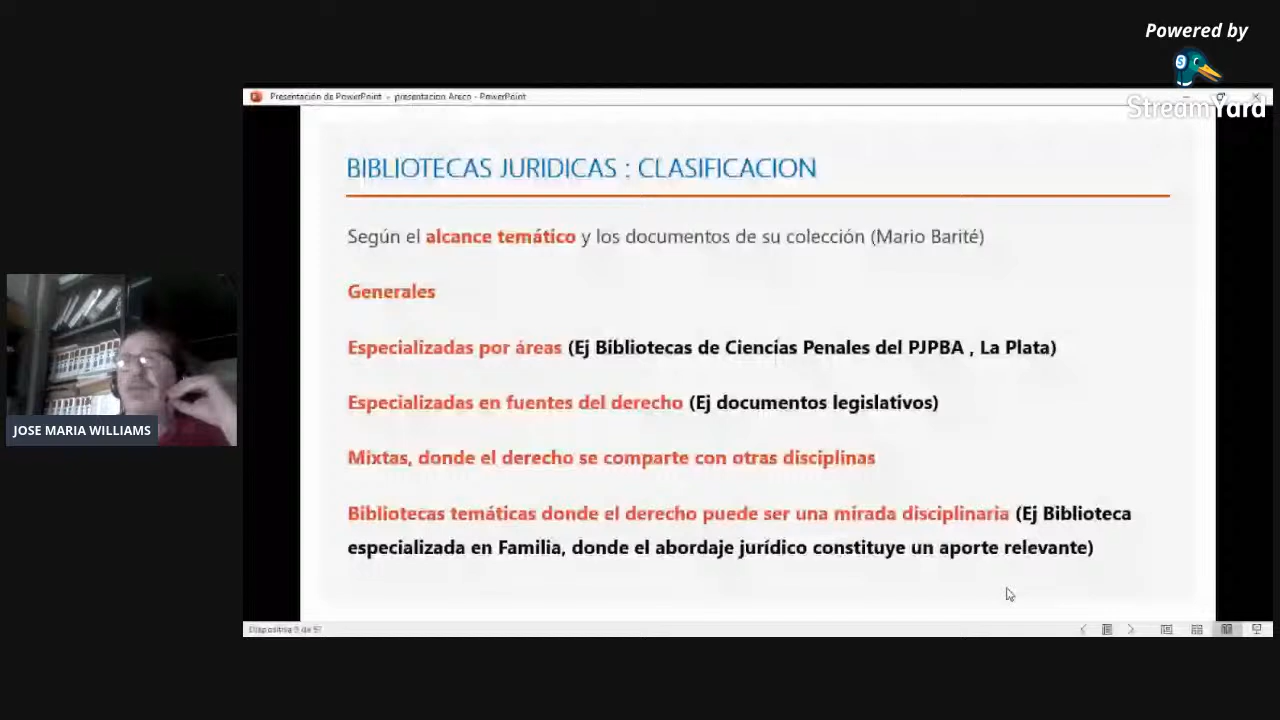 Powered by
StreamYard
Presentación de PowerPoint - presentacion Areco - PowerPoint
BIBLIOTECAS JURIDICAS : CLASIFICACION
Según el alcance temático y los documentos de su colección (Mario Barité)
Generales
Especializadas por áreas (Ej Bibliotecas de Ciencias Penales del PJPBA , La Plata)
Especializadas en fuentes del derecho (Ej documentos legislativos)
Mixtas, donde el derecho se comparte con otras disciplinas
Bibliotecas temáticas donde el derecho puede ser una mirada disciplinaria (Ej Biblioteca
especializada en Familia, donde el abordaje jurídico constituye un aporte relevante)
JOSE MARIA WILLIAMS